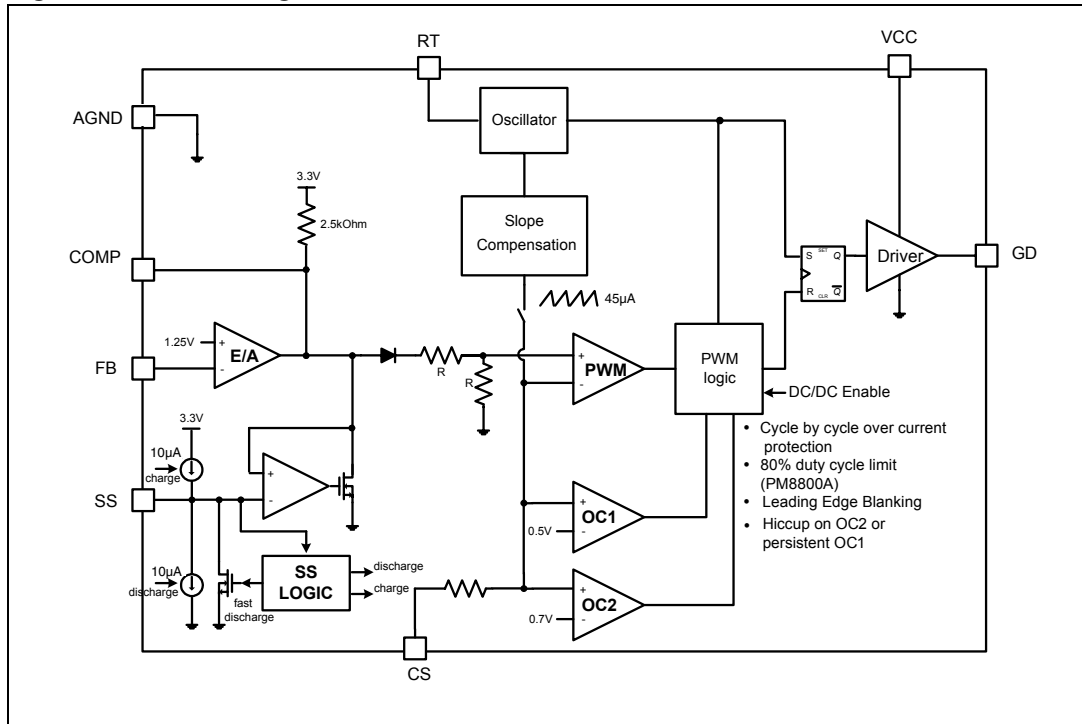 RT
VCC
AGND
Oscillator
3.3V
2.5kOhm
Slope
Compensation
COMP
S SET Q
R CLR Q
Driver
GD
45µA
1.25V
+
-
E/A
FB
R
R
+
-
PWM
PWM
logic
DC/DC Enable
3.3V
10µA
charge
SS
+
-
• Cycle by cycle over current
protection
• 80% duty cycle limit
(PM8800A)
• Leading Edge Blanking
• Hiccup on OC2 or
persistent OC1
+
-
OC1
0.5V
10µA
discharge
fast
discharge
SS
LOGIC
discharge
charge
+
-
OC2
0.7V
CS